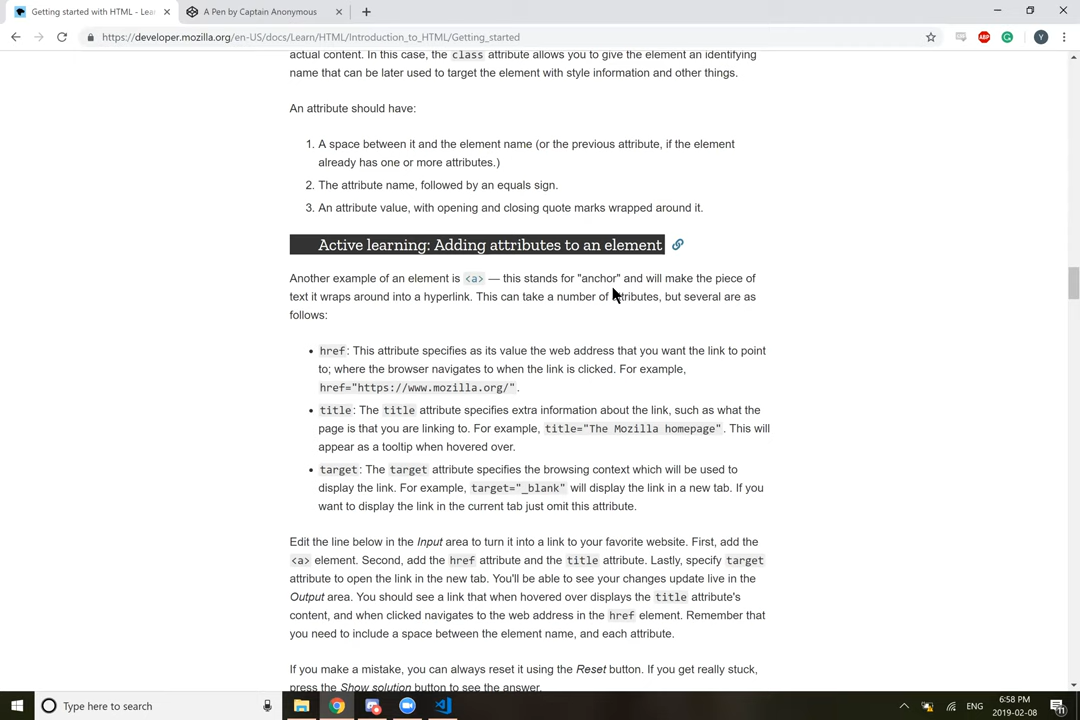 Getting started with HTML - Lea
A Pen by Captain Anonymous
https://developer.mozilla.org/en-US/docs/Learn/HTML/Introduction_to_HTML/Getting_started
ABP
Y
actual content. In this case, the class attribute allows you to give the element an identifying
name that can be later used to target the element with style information and other things.
An attribute should have:
1. A space between it and the element name (or the previous attribute, if the element
already has one or more attributes.)
2. The attribute name, followed by an equals sign.
3. An attribute value, with opening and closing quote marks wrapped around it.
Active learning: Adding attributes to an element
Another example of an element is <a> — this stands for "anchor" and will make the piece of
text it wraps around into a hyperlink. This can take a number of attributes, but several are as
follows:
• href: This attribute specifies as its value the web address that you want the link to point
to; where the browser navigates to when the link is clicked. For example,
href="https://www.mozilla.org/".
• title: The title attribute specifies extra information about the link, such as what the
page is that you are linking to. For example, title="The Mozilla homepage". This will
appear as a tooltip when hovered over.
• target: The target attribute specifies the browsing context which will be used to
display the link. For example, target="_blank" will display the link in a new tab. If you
want to display the link in the current tab just omit this attribute.
Edit the line below in the Input area to turn it into a link to your favorite website. First, add the
<a> element. Second, add the href attribute and the title attribute. Lastly, specify target
attribute to open the link in the new tab. You'll be able to see your changes update live in the
Output area. You should see a link that when hovered over displays the title attribute's
content, and when clicked navigates to the web address in the href element. Remember that
you need to include a space between the element name, and each attribute.
If you make a mistake, you can always reset it using the Reset button. If you get really stuck,
press the Show solution button to see the answer.
Type here to search
ENG
6:58 PM
2019-02-08